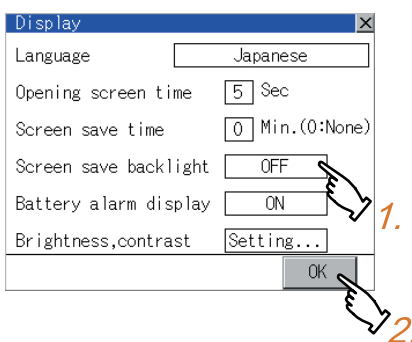 Display
Language Japanese
Opening screen time 5 Sec
Screen save time 0 Min.(0:None)
Screen save backlight OFF
Battery alarm display ON
1.
Brightness,contrast Setting...
OK
2.